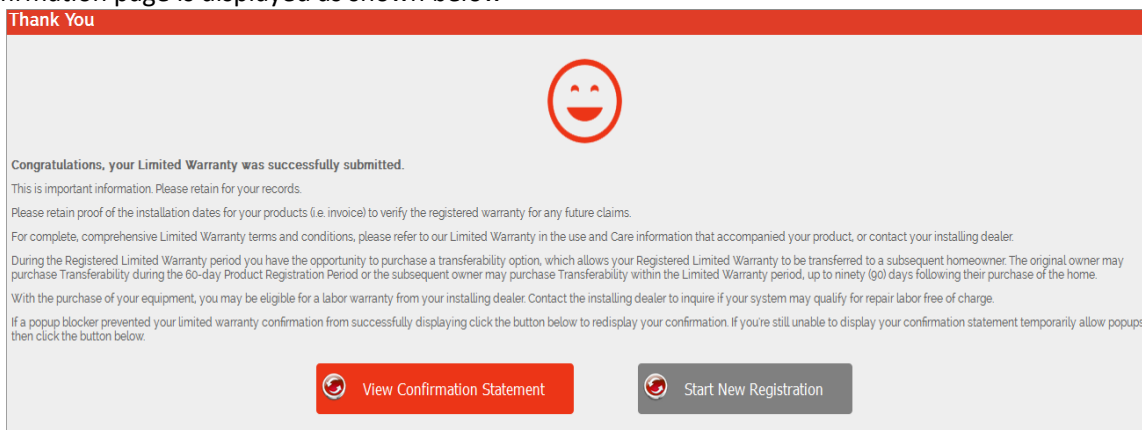 nfirmation page is displayed as shown below
Thank You
Congratulations, your Limited Warranty was successfully submitted.
This is important information. Please retain for your records.
Please retain proof of the installation dates for your products (i.e. invoice) to verify the registered warranty for any future claims.
For complete, comprehensive Limited Warranty terms and conditions, please refer to our Limited Warranty in the use and Care information that accompanied your product, or contact your installing dealer.
During the Registered Limited Warranty period you have the opportunity to purchase a transferability option, which allows your Registered Limited Warranty to be transferred to a subsequent homeowner. The original owner may
purchase Transferability during the 60-day Product Registration Period or the subsequent owner may purchase Transferability within the Limited Warranty period, up to ninety (90) days following their purchase of the home.
With the purchase of your equipment, you may be eligible for a labor warranty from your installing dealer. Contact the installing dealer to inquire if your system may qualify for repair labor free of charge.
If a popup blocker prevented your limited warranty confirmation from successfully displaying click the button below to redisplay your confirmation. If you're still unable to display your confirmation statement temporarily allow popups
then click the button below.
View Confirmation Statement
Start New Registration